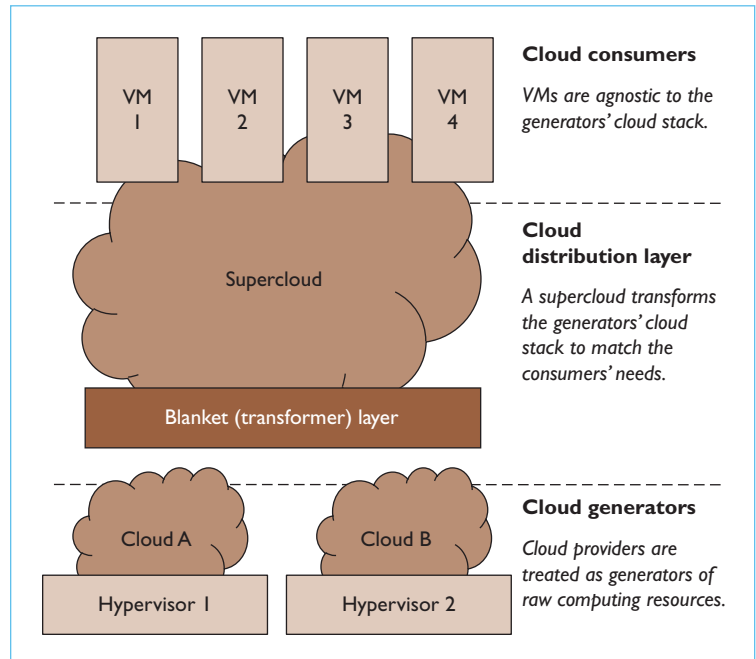 VM
1
VM
2
VM
3
VM
4
Cloud consumers
VMs are agnostic to the
generators' cloud stack.
Supercloud
Cloud
distribution layer
A supercloud transforms
the generators' cloud
stack to match the
consumers' needs.
Blanket (transformer) layer
Cloud A
Cloud B
Hypervisor 1
Hypervisor 2
Cloud generators
Cloud providers are
treated as generators of
raw computing resources.